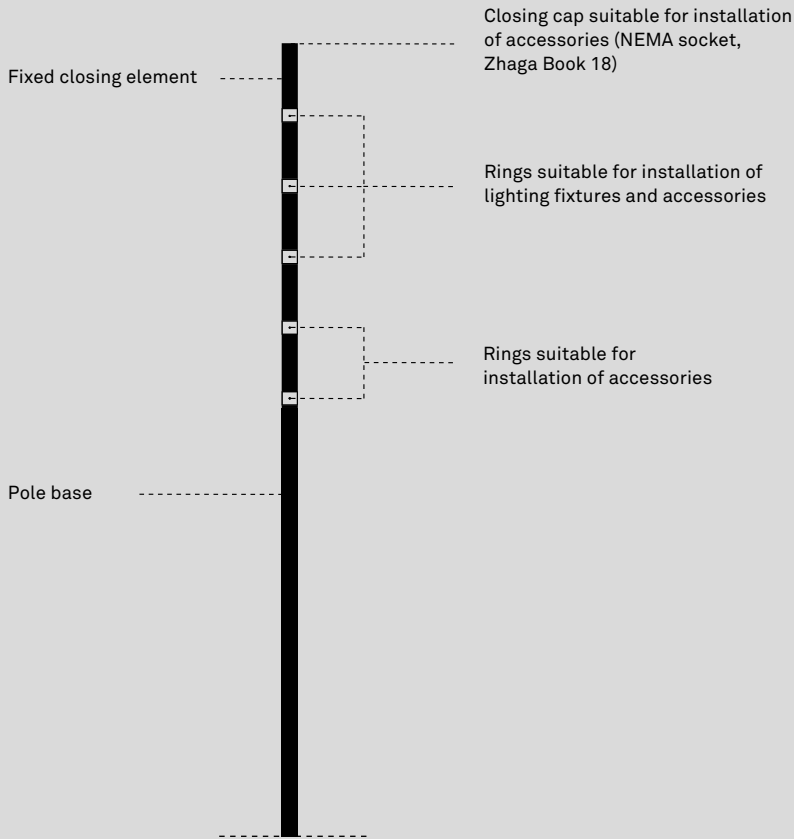 Closing cap suitable for installation
of accessories (NEMA socket,
Zhaga Book 18)
Fixed closing element
Rings suitable for installation of
lighting fixtures and accessories
Rings suitable for
installation of accessories
Pole base